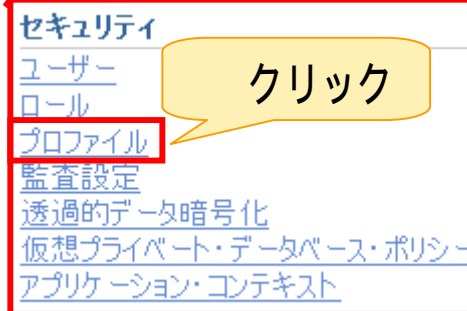 セキュリティ
ユーザー
クリック
ロール
プロファイル
監査設定
透過的データ暗号化
仮想プライベート・データベース・ポリシー
アプリケーション・コンテキスト